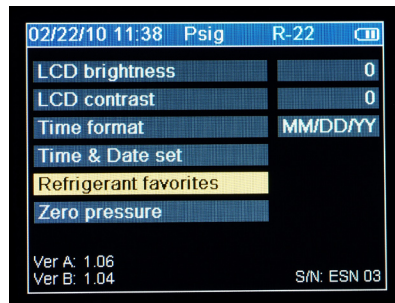 02/22/10 11:38 Psig R-22
LCD brightness 0
LCD contrast 0
Time format MM/DD/YY
Time & Date set
Refrigerant favorites
Zero pressure
Ver A: 1.06
Ver B: 1.04 S/N: ESN 03